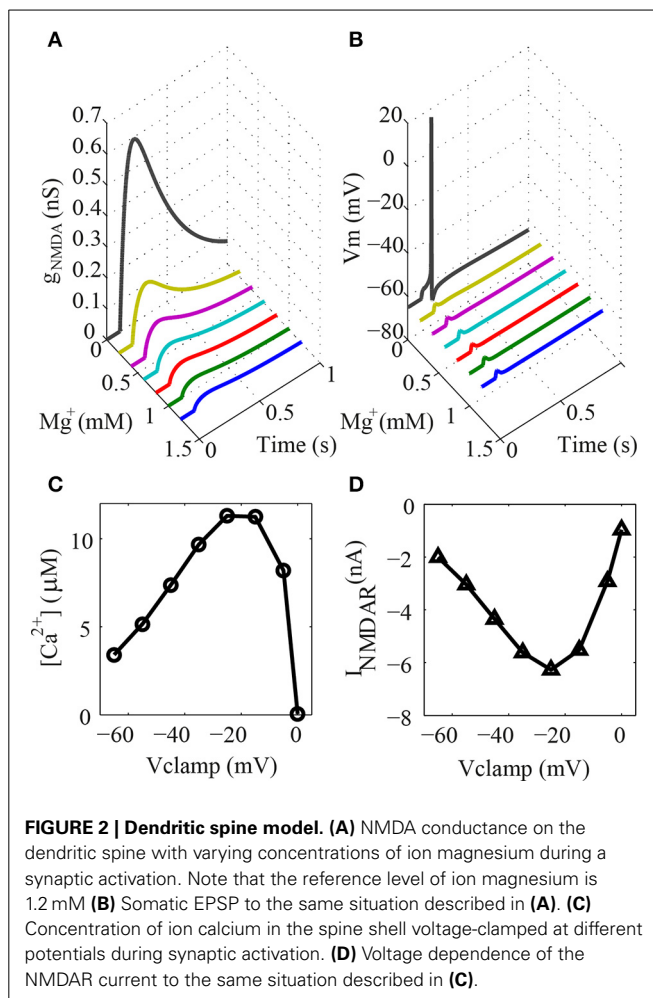 A
B
0.7
0.6
0.5
0.4
0.3
0.2
0.1
0
g_NMDA (nS)
0
0.5
1
1.5
Mg⁺ (mM)
0
0.5
1
Time (s)
20
0
−20
−40
−60
−80
Vm (mV)
0
0.5
1
1.5
Mg⁺ (mM)
0
0.5
1
Time (s)
C
D
10
5
0
[Ca²⁺] (μM)
−60 −40 −20 0
Vclamp (mV)
0
−2
−4
−6
−8
I_NMDAR (nA)
−60 −40 −20 0
Vclamp (mV)
FIGURE 2 | Dendritic spine model. (A) NMDA conductance on the
dendritic spine with varying concentrations of ion magnesium during a
synaptic activation. Note that the reference level of ion magnesium is
1.2 mM (B) Somatic EPSP to the same situation described in (A). (C)
Concentration of ion calcium in the spine shell voltage-clamped at different
potentials during synaptic activation. (D) Voltage dependence of the
NMDAR current to the same situation described in (C).